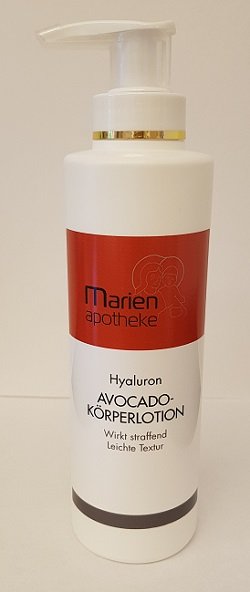 Marien
apotheke
Hyaluron
AVOCADO-
KÖRPERLOTION
Wirkt straffend
Leichte Textur